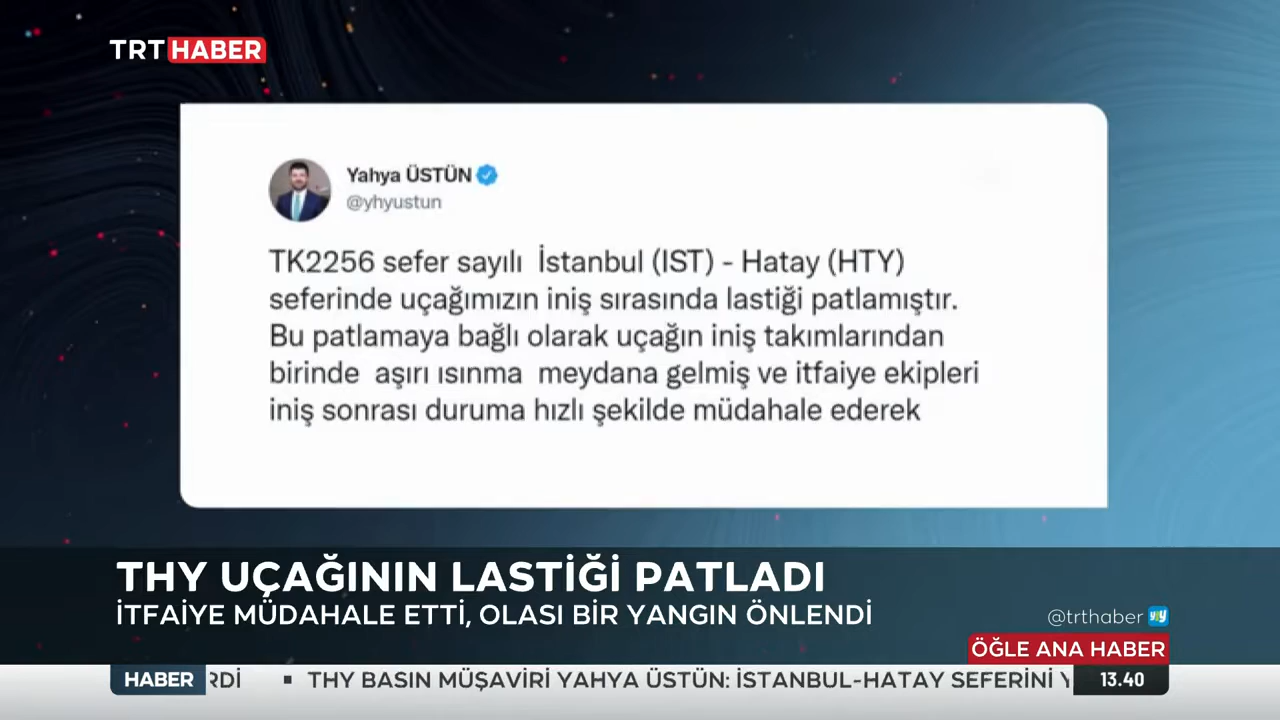 TRT HABER
Yahya ÜSTÜN
@yhyustun
TK2256 sefer sayılı İstanbul (IST) - Hatay (HTY)
seferinde uçağımızın iniş sırasında lastiği patlamıştır.
Bu patlamaya bağlı olarak uçağın iniş takımlarından
birinde aşırı ısınma meydana gelmiş ve itfaiye ekipleri
iniş sonrası duruma hızlı şekilde müdahale ederek
THY UÇAĞININ LASTİĞİ PATLADI
İTFAİYE MÜDAHALE ETTİ, OLASI BİR YANGIN ÖNLENDİ
@trthaber
ÖĞLE ANA HABER
HABER RDİ ▪ THY BASIN MÜŞAVİRİ YAHYA ÜSTÜN: İSTANBUL-HATAY SEFERİNİ 13.40